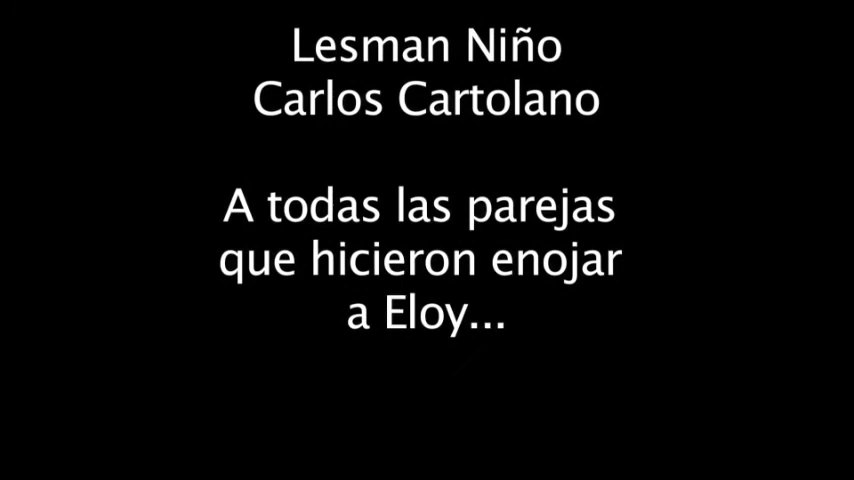 Lesman Niño
Carlos Cartolano
A todas las parejas
que hicieron enojar
a Eloy...